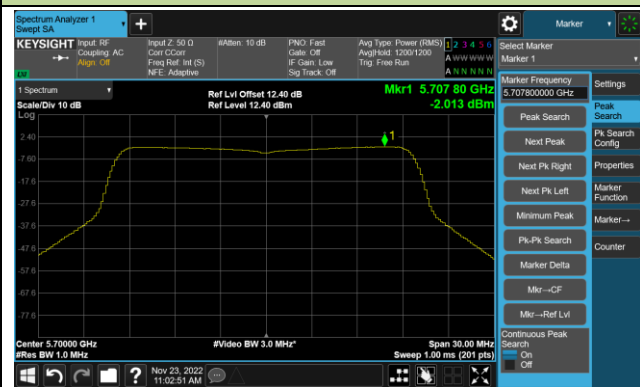 Spectrum Analyzer 1
Swept SA
Marker
KEYSIGHT
Input: RF
Coupling: AC
Align: Off
Input Z: 50 Ω
Corr CCorr
Freq Ref: Int (S)
NFE: Adaptive
#Atten: 10 dB
PNO: Fast
Gate: Off
IF Gain: Low
Sig Track: Off
Avg Type: Power (RMS)
Avg|Hold: 1200/1200
Trig: Free Run
1 2 3 4 5 6
A W W W W W
A N N N N N
Select Marker
Marker 1
1 Spectrum
Scale/Div 10 dB
Log
Ref Lvl Offset 12.40 dB
Ref Level 12.40 dBm
Mkr1 5.707 80 GHz
-2.013 dBm
2.40
-7.60
-17.6
-27.6
-37.6
-47.6
-57.6
-67.6
-77.6
1
Center 5.70000 GHz
#Res BW 1.0 MHz
#Video BW 3.0 MHz*
Span 30.00 MHz
Sweep 1.00 ms (201 pts)
Marker Frequency
5.707800000 GHz
Peak Search
Next Peak
Next Pk Right
Next Pk Left
Minimum Peak
Pk-Pk Search
Marker Delta
Mkr→CF
Mkr→Ref Lvl
Continuous Peak
Search
On
Off
Settings
Peak
Search
Pk Search
Config
Properties
Marker
Function
Marker→
Counter
Nov 23, 2022
11:02:51 AM